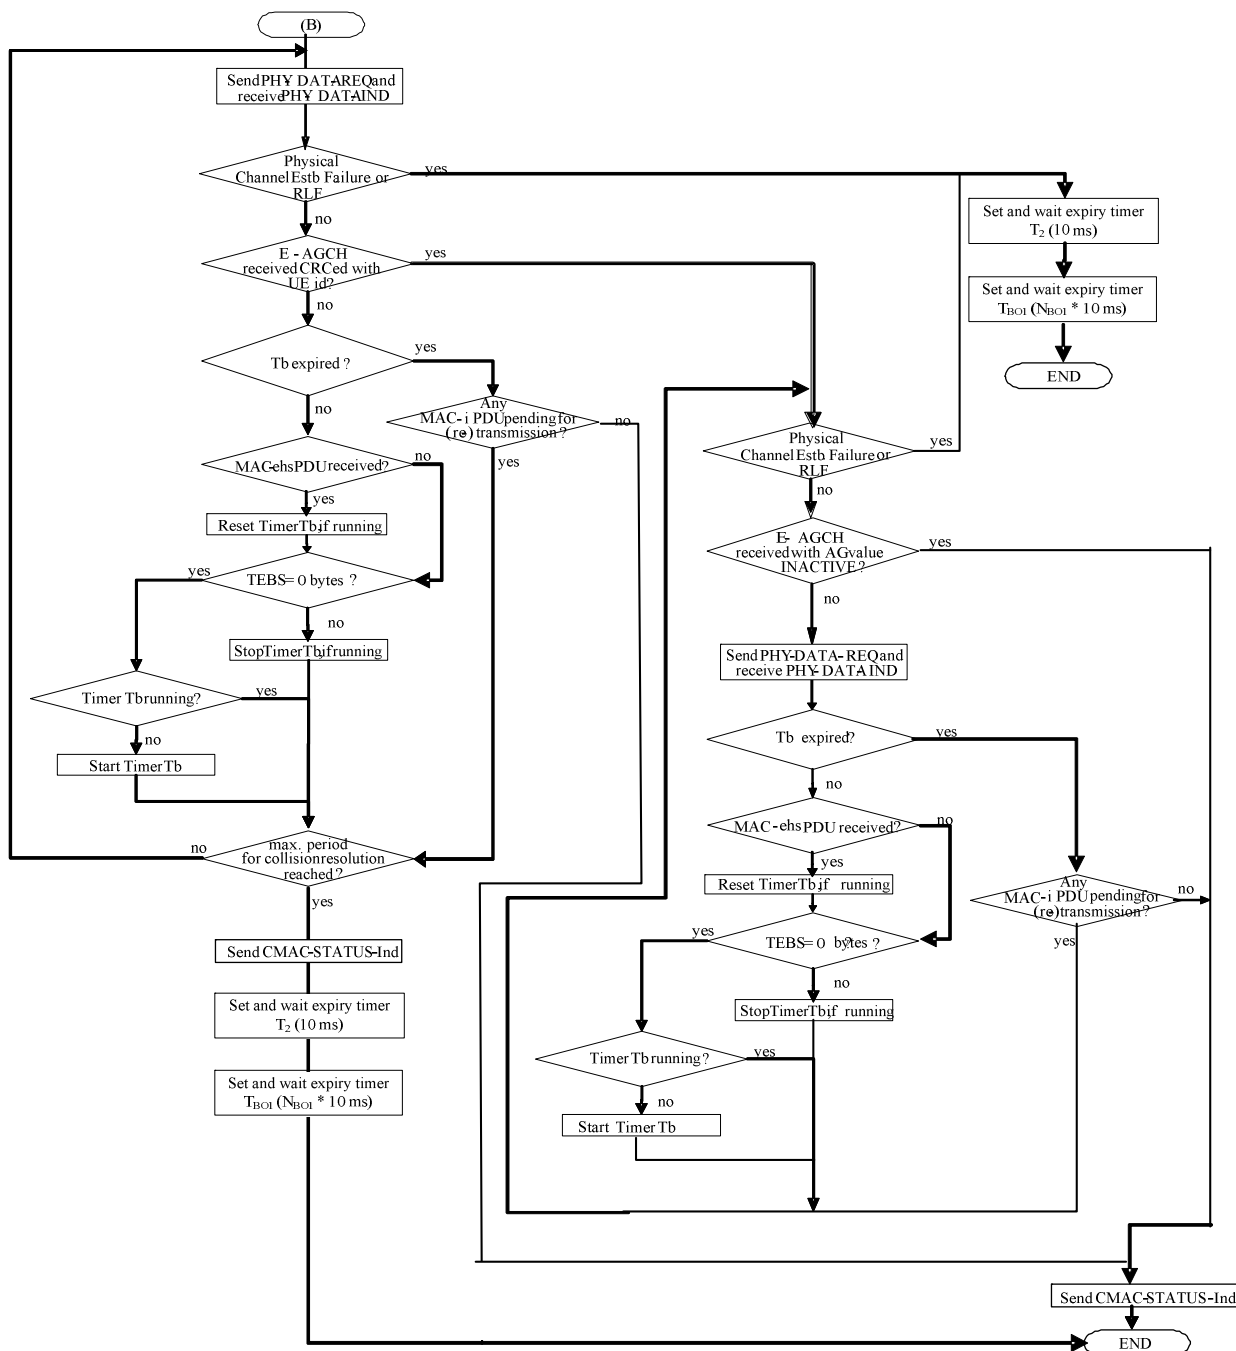 (B)
Send PHY-DATA-REQ and
receive PHY-DATA-IND
Physical
Channel Estb Failure or
RLF
yes
no
Set and wait expiry timer
T2 (10 ms)
Set and wait expiry timer
TBO1 (NBO1 * 10 ms)
END
E - AGCH
received CRCed with
UE id?
yes
no
Tb expired ?
yes
no
Any
MAC-i PDU pending for
(re-) transmission ?
no
yes
MAC-ehs PDU received?
no
yes
Reset Timer Tb, if running
TEBS = 0 bytes ?
yes
no
Stop Timer Tb, if running
Timer Tb running?
yes
no
Start Timer Tb
max. period
for collision resolution
reached ?
no
yes
Send CMAC-STATUS-Ind
Set and wait expiry timer
T2 (10 ms)
Set and wait expiry timer
TBO1 (NBO1 * 10 ms)
Physical
Channel Estb Failure or
RLF
yes
no
E- AGCH
received with AG value
INACTIVE ?
yes
no
Send PHY-DATA-REQ and
receive PHY-DATA-IND
Tb expired?
yes
no
MAC-ehs PDU received?
no
yes
Reset Timer Tb, if running
Any
MAC-i PDU pending for
(re-) transmission ?
no
yes
TEBS = 0 bytes ?
yes
no
Stop Timer Tb, if running
Timer Tb running ?
yes
no
Start Timer Tb
Send CMAC-STATUS-Ind
END